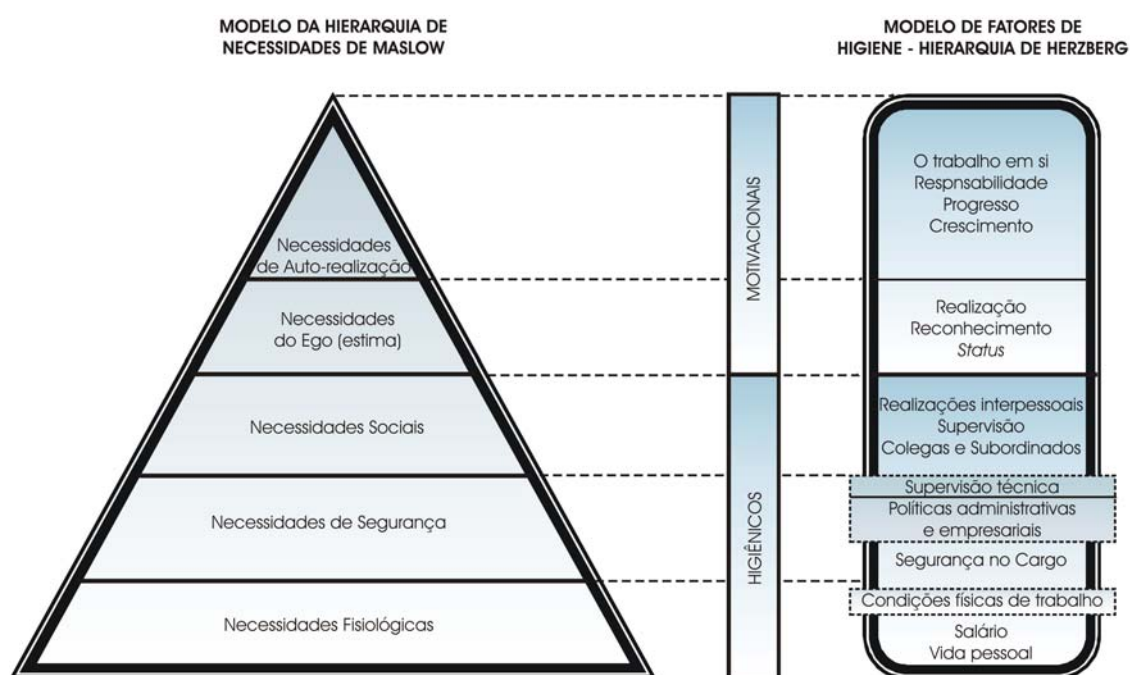 MODELO DA HIERARQUIA DE
NECESSIDADES DE MASLOW
MODELO DE FATORES DE
HIGIENE - HIERARQUIA DE HERZBERG
Necessidades
de Auto-realização
Necessidades
do Ego (estima)
Necessidades Sociais
Necessidades de Segurança
Necessidades Fisiológicas
MOTIVACIONAIS
HIGIÊNICOS
O trabalho em si
Respnsabilidade
Progresso
Crescimento
Realização
Reconhecimento
Status
Realizações interpessoais
Supervisão
Colegas e Subordinados
Supervisão técnica
Políticas administrativas
e empresariais
Segurança no Cargo
Condições físicas de trabalho
Salário
Vida pessoal